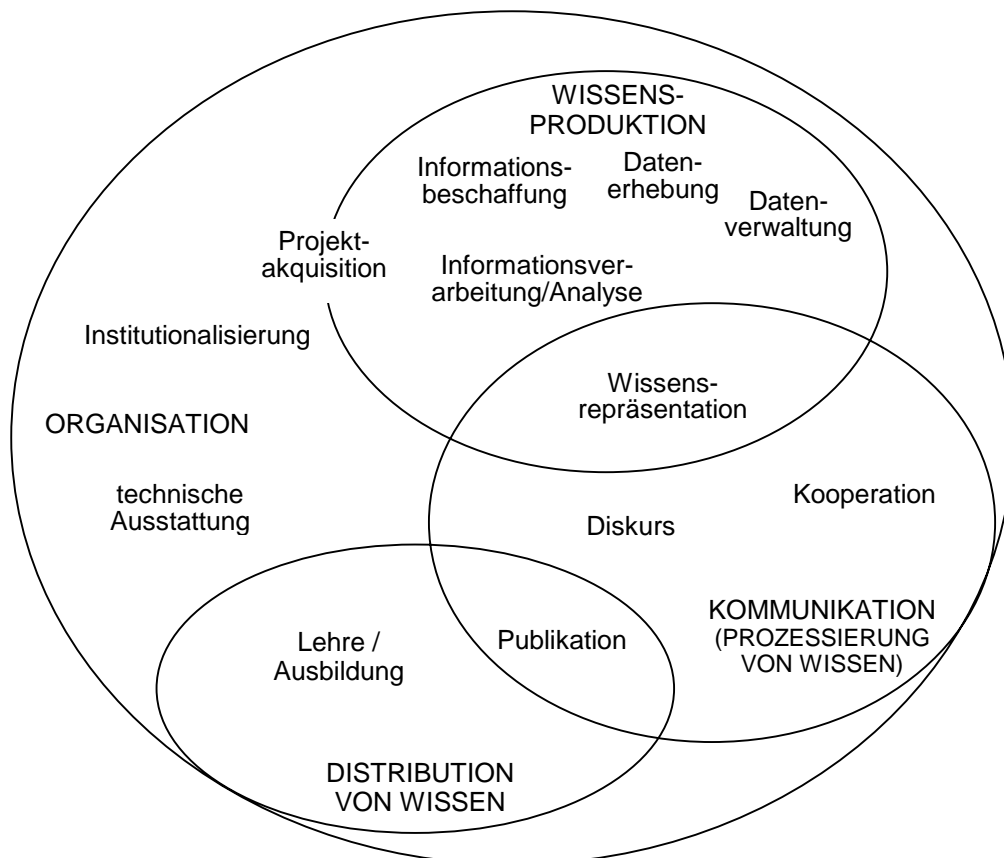 WISSENS-
PRODUKTION
Informations-
beschaffung
Daten-
erhebung
Daten-
verwaltung
Projekt-
akquisition
Informationsver-
arbeitung/Analyse
Institutionalisierung
Wissens-
repräsentation
ORGANISATION
technische
Ausstattung
Kooperation
Diskurs
KOMMUNIKATION
(PROZESSIERUNG
VON WISSEN)
Lehre /
Ausbildung
Publikation
DISTRIBUTION
VON WISSEN